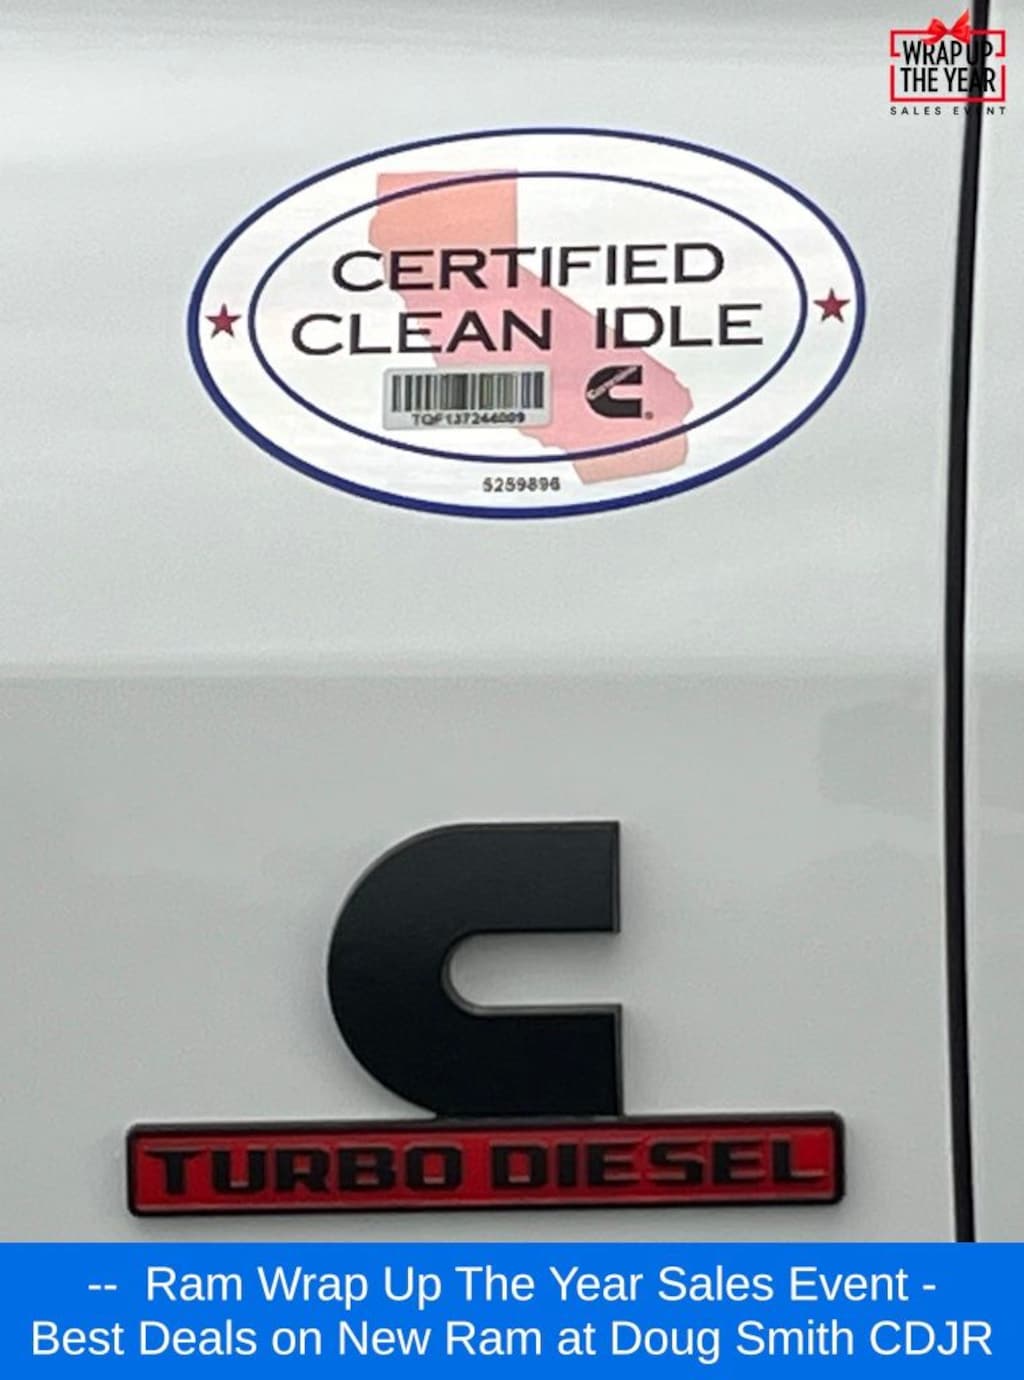 WRAP UP
THE YEAR
SALES EVENT
CERTIFIED
CLEAN IDLE
Cummins
5259896
TURBO DIESEL
-- Ram Wrap Up The Year Sales Event -
Best Deals on New Ram at Doug Smith CDJR